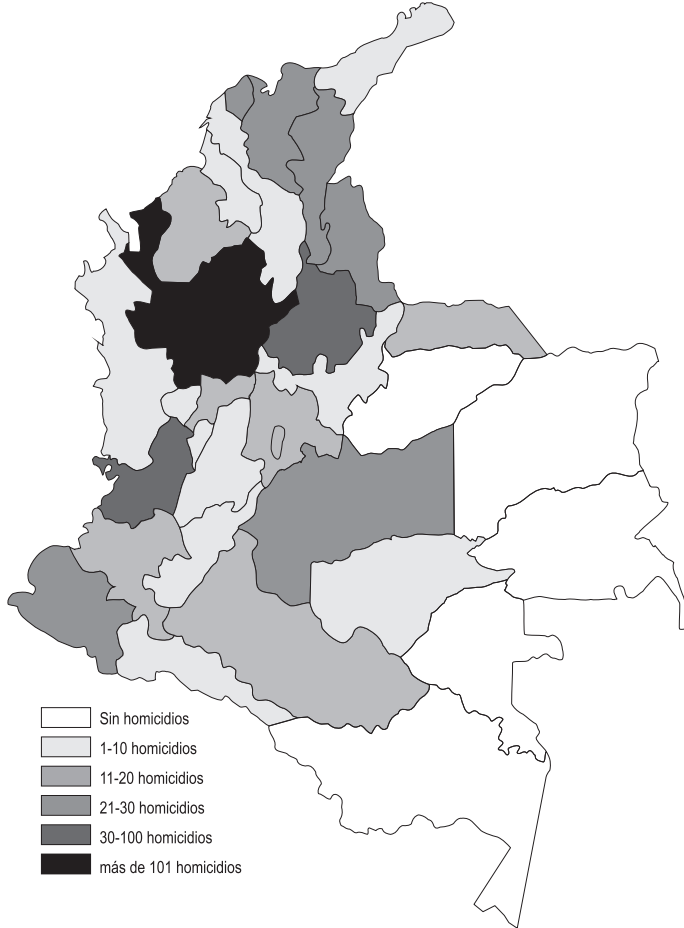 Sin homicidios
1-10 homicidios
11-20 homicidios
21-30 homicidios
30-100 homicidios
más de 101 homicidios